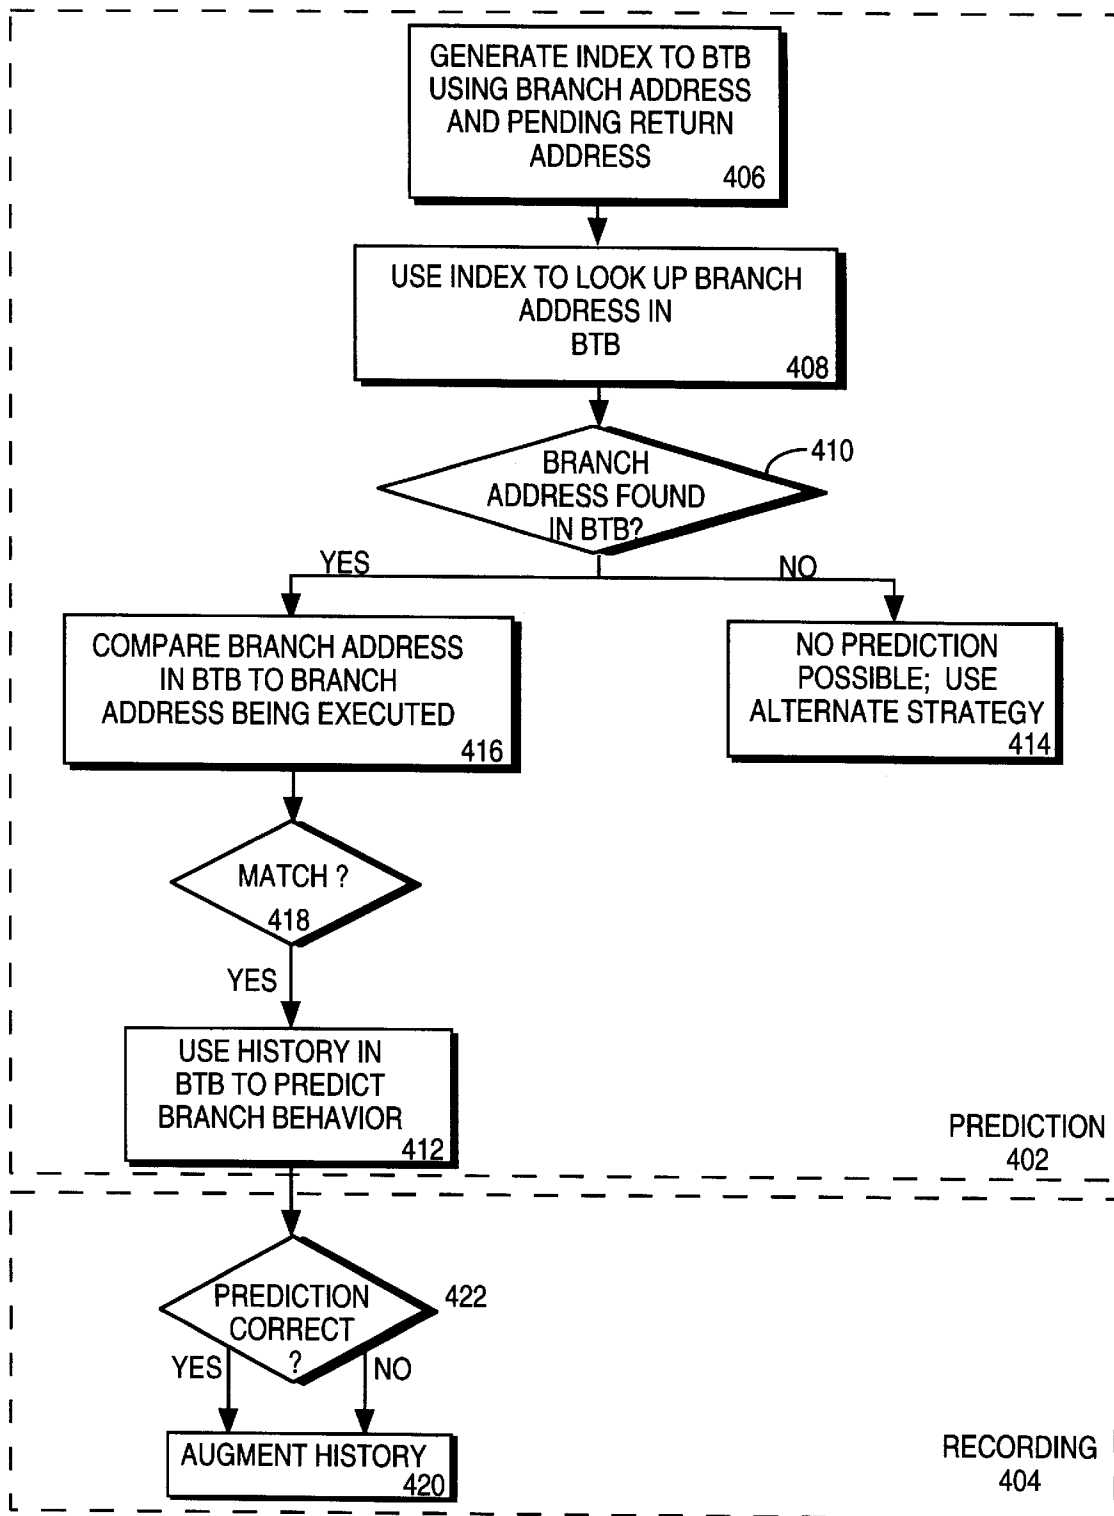 GENERATE INDEX TO BTB
USING BRANCH ADDRESS
AND PENDING RETURN
ADDRESS
406
USE INDEX TO LOOK UP BRANCH
ADDRESS IN
BTB
408
BRANCH
ADDRESS FOUND
IN BTB?
410
YES
NO
COMPARE BRANCH ADDRESS
IN BTB TO BRANCH
ADDRESS BEING EXECUTED
416
NO PREDICTION
POSSIBLE; USE
ALTERNATE STRATEGY
414
MATCH ?
418
YES
USE HISTORY IN
BTB TO PREDICT
BRANCH BEHAVIOR
412
PREDICTION
402
PREDICTION
CORRECT
?
422
YES
NO
AUGMENT HISTORY
420
RECORDING
404